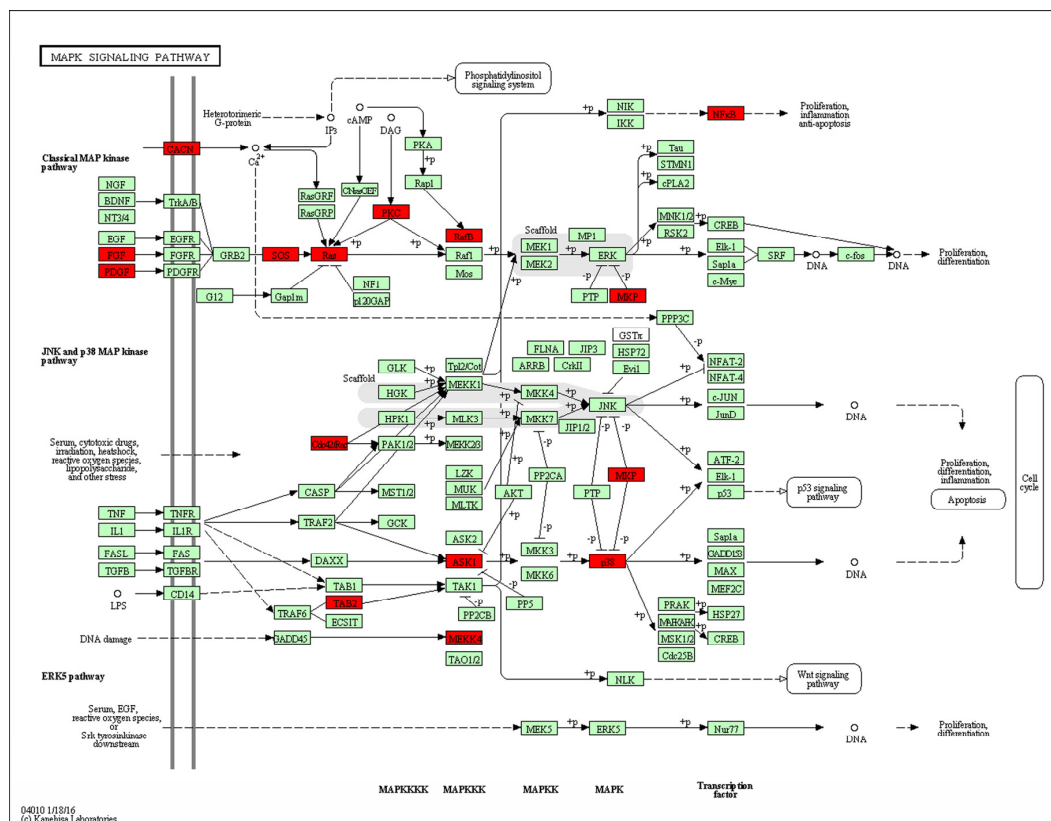 MAPK SIGNALING PATHWAY
Phosphatidylinositol
signaling system
Heterotorimeric
G-protein
IP3
cAMP
DAG
PKA
Rap1
NIK
IKK
+p
NFκB
Proliferation,
inflammation
anti-apoptosis
CACN
Ca2+
Classical MAP kinase
pathway
NGF
BDNF
NT3/4
TrkA/B
RasGRF
RasGRP
CNasGEF
PKC
Tau
STMN1
cPLA2
MNK1/2
RSK2
CREB
EGF
EGFR
FGF
FGFR
PDGF
PDGFR
GRB2
SOS
Ras
RafB
Raf1
Mos
Scaffold
MEK1
MEK2
MP1
ERK
Elk-1
Sap1a
c-Myc
SRF
DNA
c-fos
DNA
Proliferation,
differentiation
G12
Gap1m
NF1
p120GAP
PTP
MKP
-p
PPP3C
JNK and p38 MAP kinase
pathway
Scaffold
GLK
HGK
HPK1
Tpl2/Cot
MEKK1
MLK3
MEKK2/3
FLNA
JIP3
ARRB
CrkII
GSTπ
HSP72
Evi1
MKK4
MKK7
JNK
JIP1/2
NFAT-2
NFAT-4
c-JUN
JunD
DNA
Serum, cytotoxic drugs,
irradiation, heatshock,
reactive oxygen species,
lipopolysaccharide,
and other stress
Cdc42/Rac
PAK1/2
LZK
MUK
MLTK
AKT
PP2CA
PTP
MKP
ATF-2
Elk-1
p53
p53 signaling
pathway
Proliferation,
differentiation,
inflammation
Apoptosis
Cell
cycle
CASP
MST1/2
TNF
TNFR
IL1
IL1R
TRAF2
GCK
ASK2
MKK3
MKK6
FASL
FAS
TGFB
TGFBR
DAXX
ASK1
p38
Sap1a
GADD153
MAX
MEF2C
DNA
LPS
CD14
TAB1
TAB2
TAK1
TRAF6
ECSIT
PP2CB
PP5
PRAK
MAPKAPK
MSK1/2
Cdc25B
HSP27
CREB
DNA damage
GADD45
MEKK4
TAO1/2
ERK5 pathway
NLK
Wnt signaling
pathway
Serum, EGF,
reactive oxygen species,
or
Srk tyrosinkinase
downstream
MEK5
+p
ERK5
+p
Nur77
DNA
Proliferation,
differentiation
MAPKKKK
MAPKKK
MAPKK
MAPK
Transcription
factor
04010 1/18/16
(c) Kanehisa Laboratories